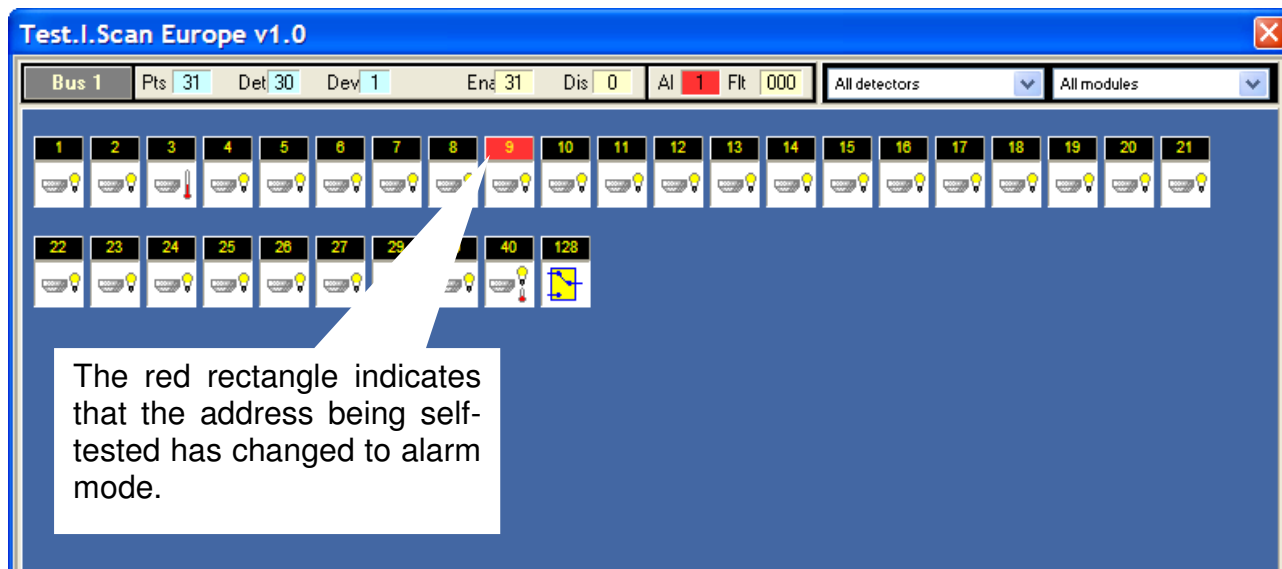 Test.I.Scan Europe v1.0
Bus 1 Pts 31 Det 30 Dev 1 Ena 31 Dis 0 Al 1 Flt 000 All detectors All modules
1 2 3 4 5 6 7 8 9 10 11 12 13 14 15 16 17 18 19 20 21
22 23 24 25 26 27 29 40 128
The red rectangle indicates
that the address being self-
tested has changed to alarm
mode.